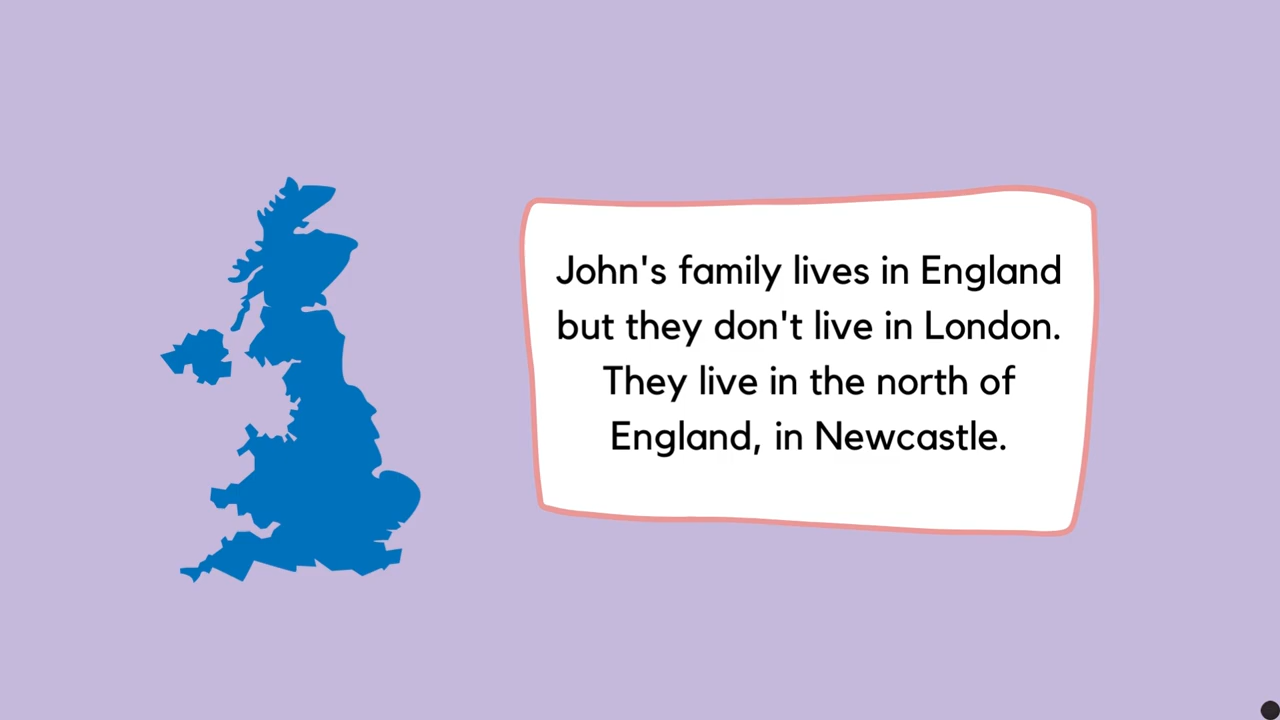 John's family lives in England
but they don't live in London.
They live in the north of
England, in Newcastle.